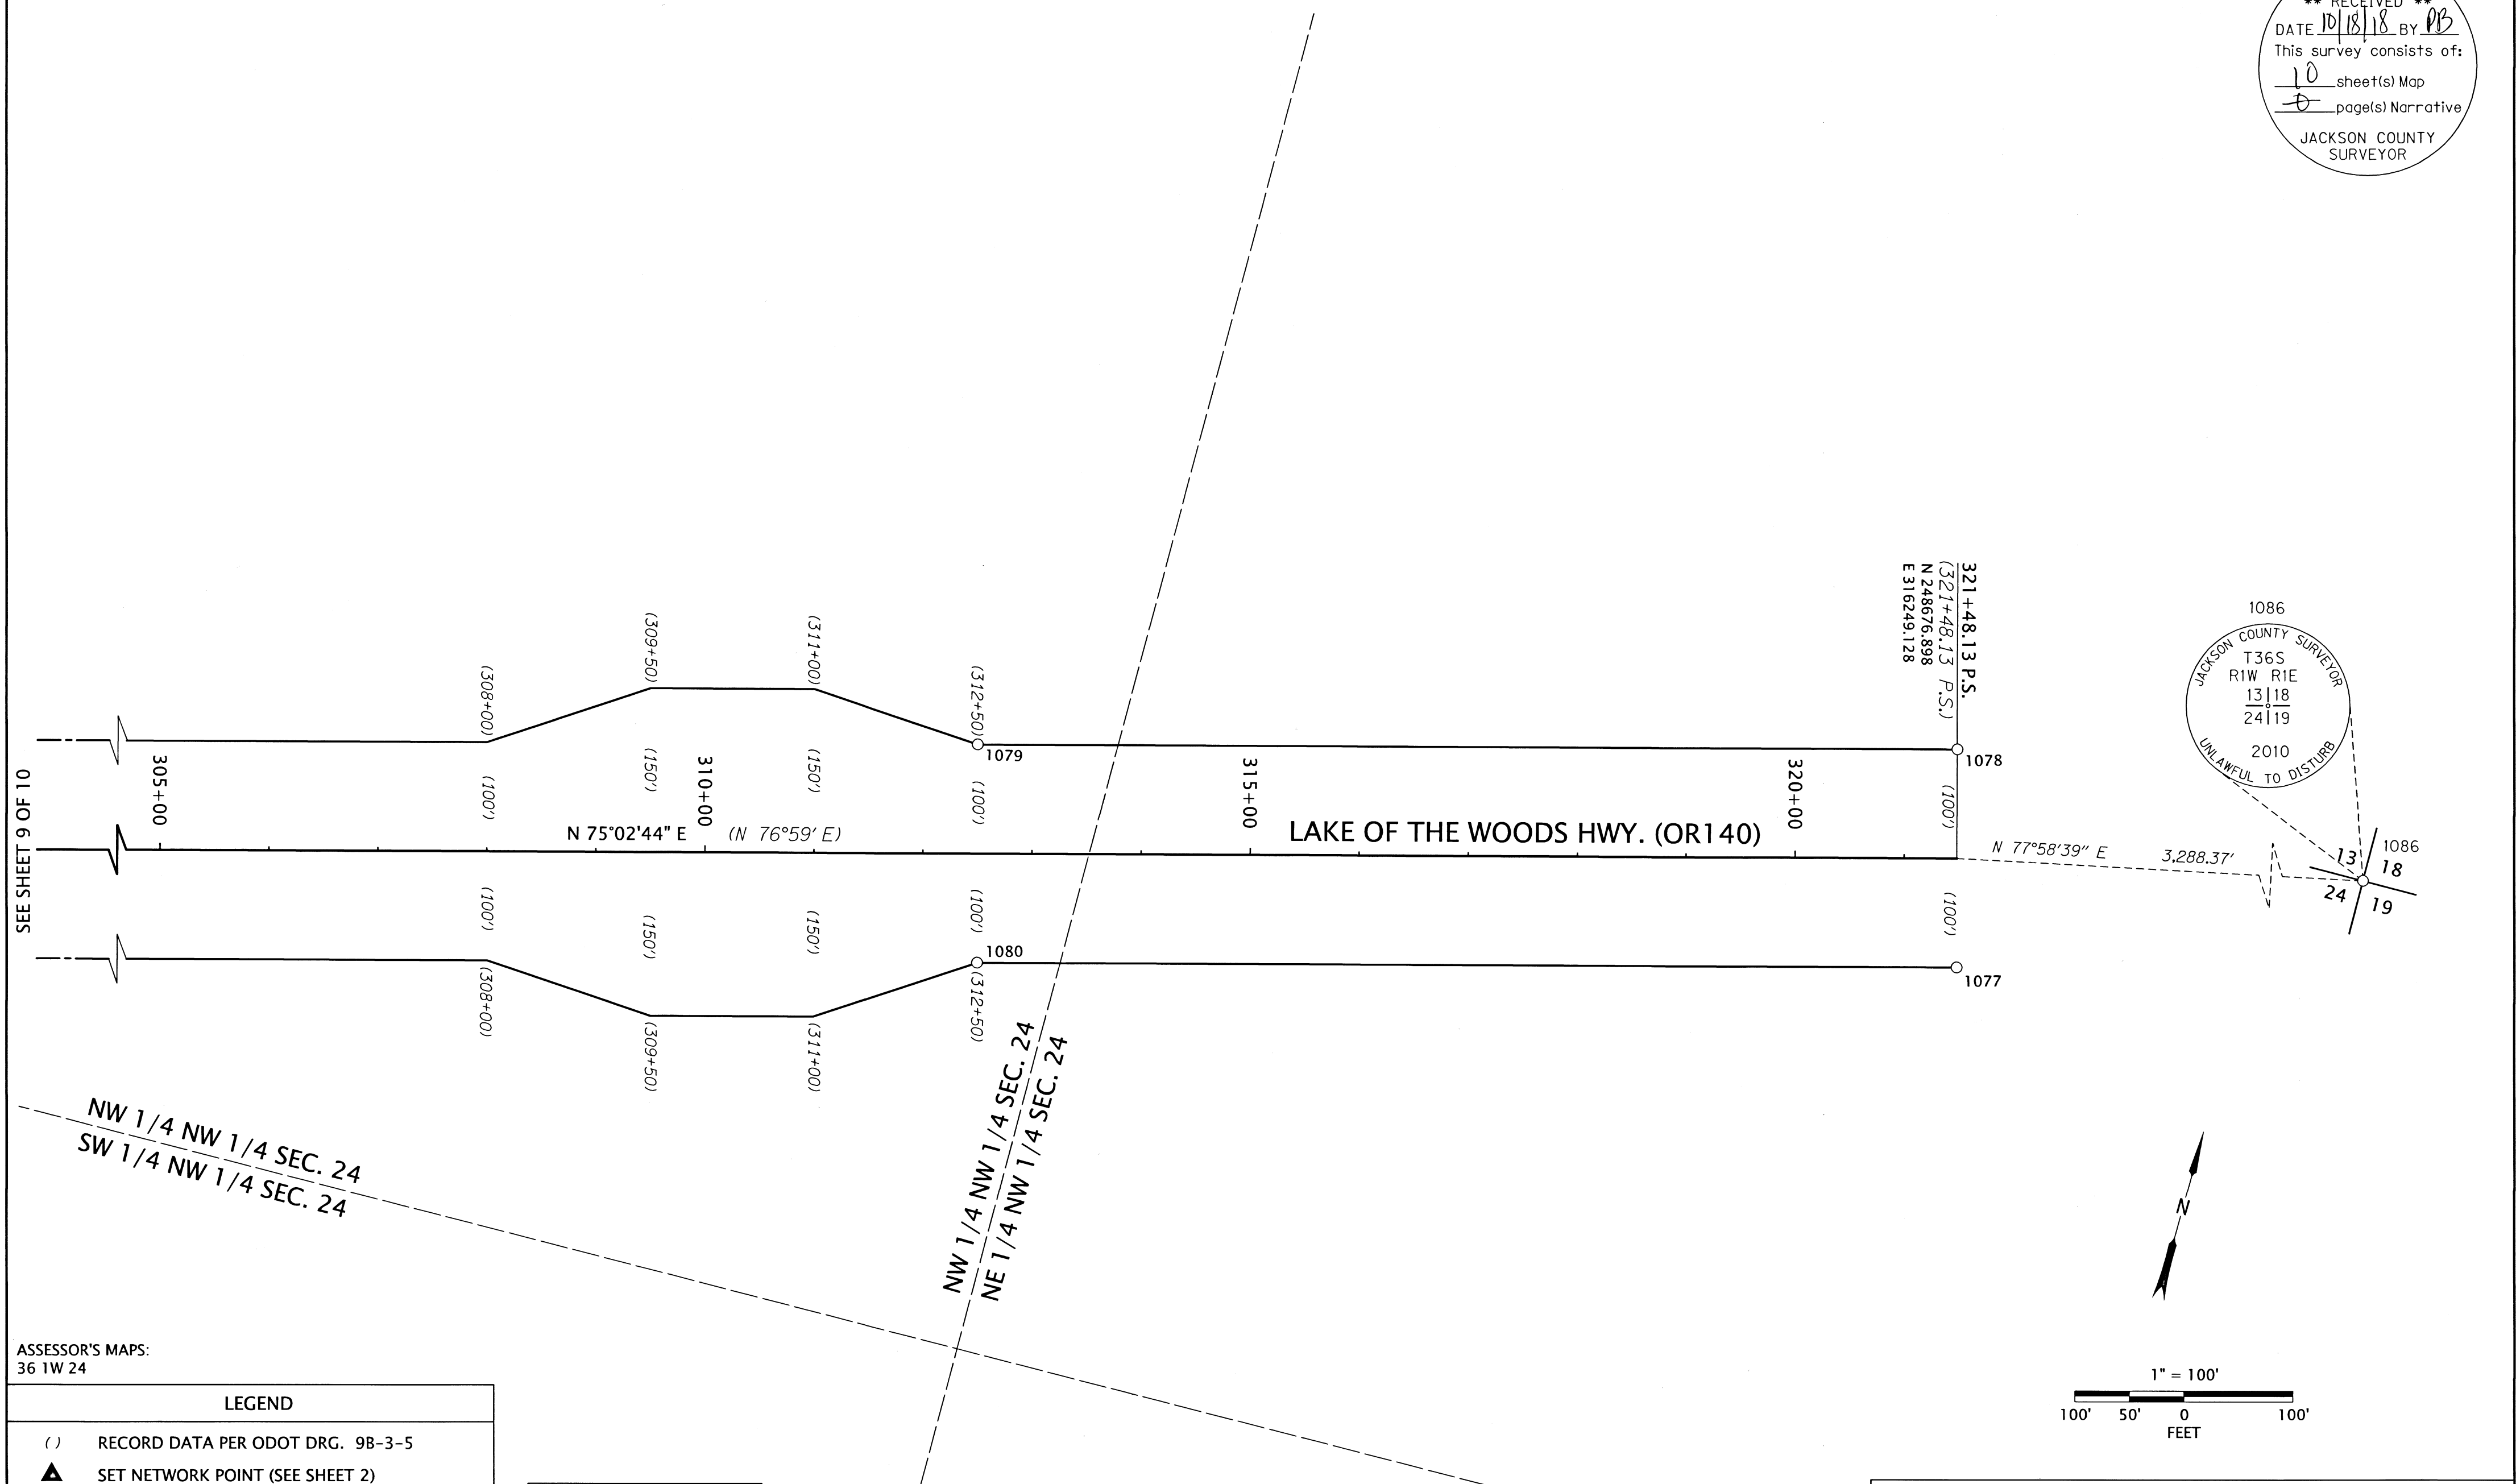 ** RECEIVED **
DATE 10/18/18 BY PB
This survey consists of:
10 sheet(s) Map
0 page(s) Narrative
JACKSON COUNTY
SURVEYOR
321+48.13 P.S.
(321+48.13 P.S.)
N 248676.898
E 316249.128
1086
JACKSON COUNTY SURVEYOR
T36S
R1W R1E
13|18
24|19
2010
UNLAWFUL TO DISTURB
(308+00)
(309+50)
(311+00)
(312+50)
1079
1078
SEE SHEET 9 OF 10
305+00
(100')
(150')
310+00
(150')
(100')
315+00
320+00
(100')
N 75°02'44" E (N 76°59' E)
LAKE OF THE WOODS HWY. (OR140)
N 77°58'39" E 3,288.37'
13 18
1086
24 19
(100')
(150')
(150')
(100')
(100')
1080
1077
(308+00)
(309+50)
(311+00)
(312+50)
NW 1/4 NW 1/4 SEC. 24
SW 1/4 NW 1/4 SEC. 24
NW 1/4 NW 1/4 SEC. 24
NE 1/4 NW 1/4 SEC. 24
N
ASSESSOR'S MAPS:
36 1W 24
1" = 100'
100' 50' 0 100'
FEET
LEGEND
( ) RECORD DATA PER ODOT DRG. 9B-3-5
SET NETWORK POINT (SEE SHEET 2)